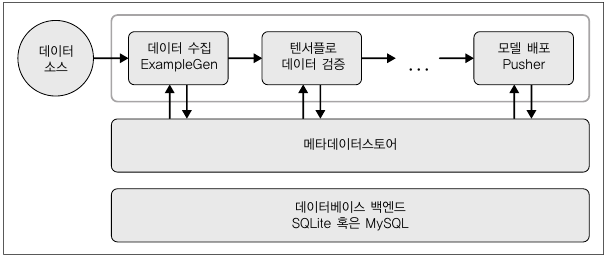 데이터
소스
데이터 수집
ExampleGen
텐서플로
데이터 검증
...
모델 배포
Pusher
메타데이터스토어
데이터베이스 백엔드
SQLite 혹은 MySQL